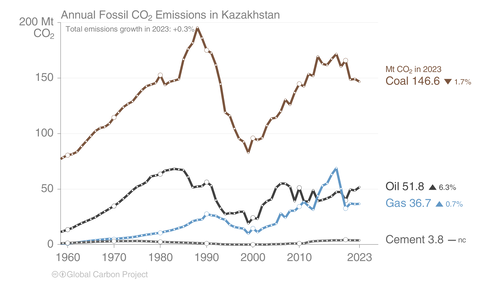 Annual Fossil CO₂ Emissions in Kazakhstan
200 Mt
CO₂
Total emissions growth in 2023: +0.3%
150
100
50
0
1960 1970 1980 1990 2000 2010 2023
Mt CO₂ in 2023
Coal 146.6 ▼ 1.7%
Oil 51.8 ▲ 6.3%
Gas 36.7 ▲ 0.7%
Cement 3.8 — nc
Global Carbon Project